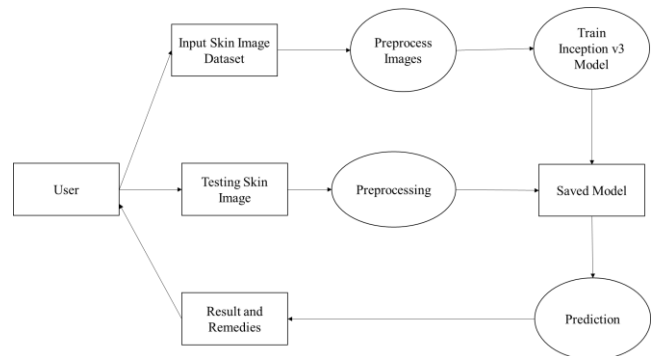 Input Skin Image
Dataset
Preprocess
Images
Train
Inception v3
Model
User
Testing Skin
Image
Preprocessing
Saved Model
Result and
Remedies
Prediction